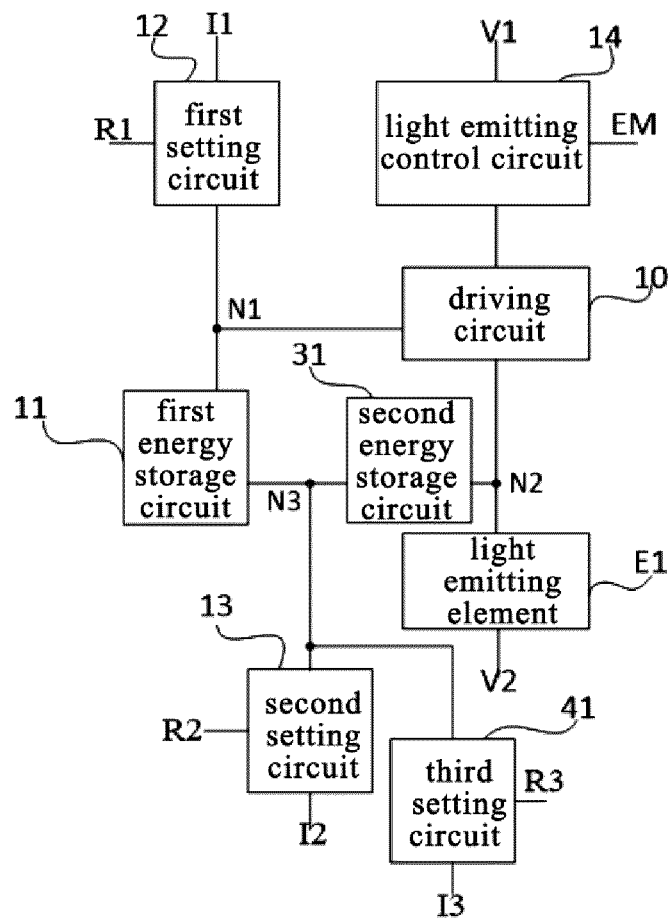 12
I1
V1
14
R1
first
setting
circuit
light emitting
control circuit
EM
N1
driving
circuit
10
31
11
first
energy
storage
circuit
second
energy
storage
circuit
N3
N2
light
emitting
element
E1
13
V2
R2
second
setting
circuit
41
third
setting
circuit
R3
I2
I3